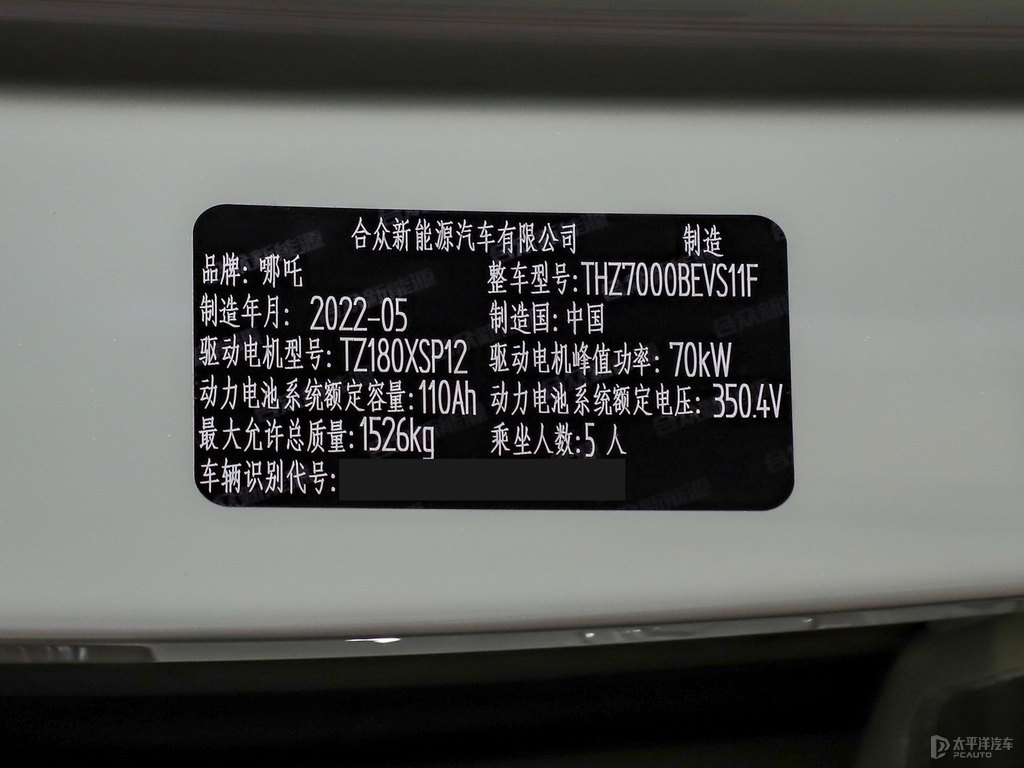 合众新能源汽车有限公司 制造
品牌: 哪吒 整车型号:THZ7000BEVS11F
制造年月: 2022-05 制造国:中国
驱动电机型号:TZ180XSP12 驱动电机峰值功率: 70kW
动力电池系统额定容量:110Ah 动力电池系统额定电压: 350.4V
最大允许总质量:1526kg 乘坐人数:5 人
车辆识别代号:
太平洋汽车
PCAUTO